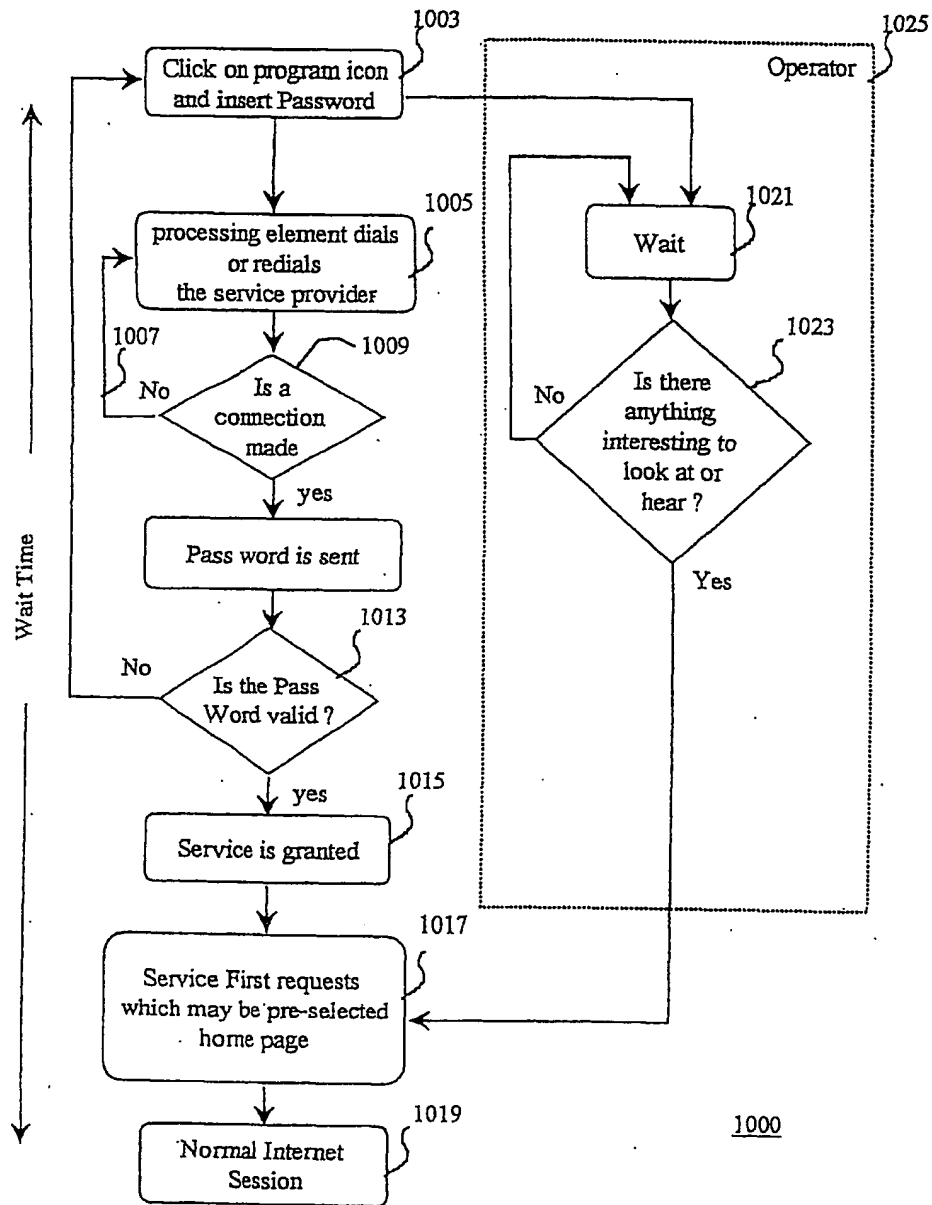 1003
1025
Click on program icon
and insert Password
Operator
1005
processing element dials
or redials
the service provider
1021
Wait
1007
1009
No
Is a
connection
made
yes
1023
No
Is there
anything
interesting to
look at or
hear ?
Yes
Pass word is sent
Wait Time
1013
No
Is the Pass
Word valid ?
yes
1015
Service is granted
1017
Service First requests
which may be pre-selected
home page
1019
Normal Internet
Session
1000